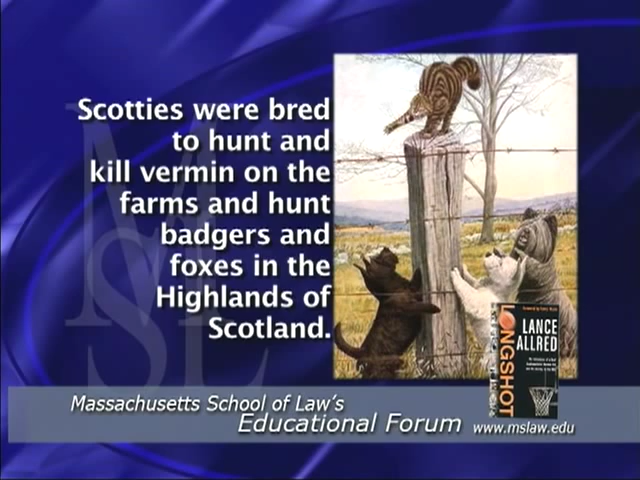 Scotties were bred
to hunt and
kill vermin on the
farms and hunt
badgers and
foxes in the
Highlands of
Scotland.
MSL
LONGSHOT
LANCE
ALLRED
Massachusetts School of Law's
Educational Forum
www.mslaw.edu